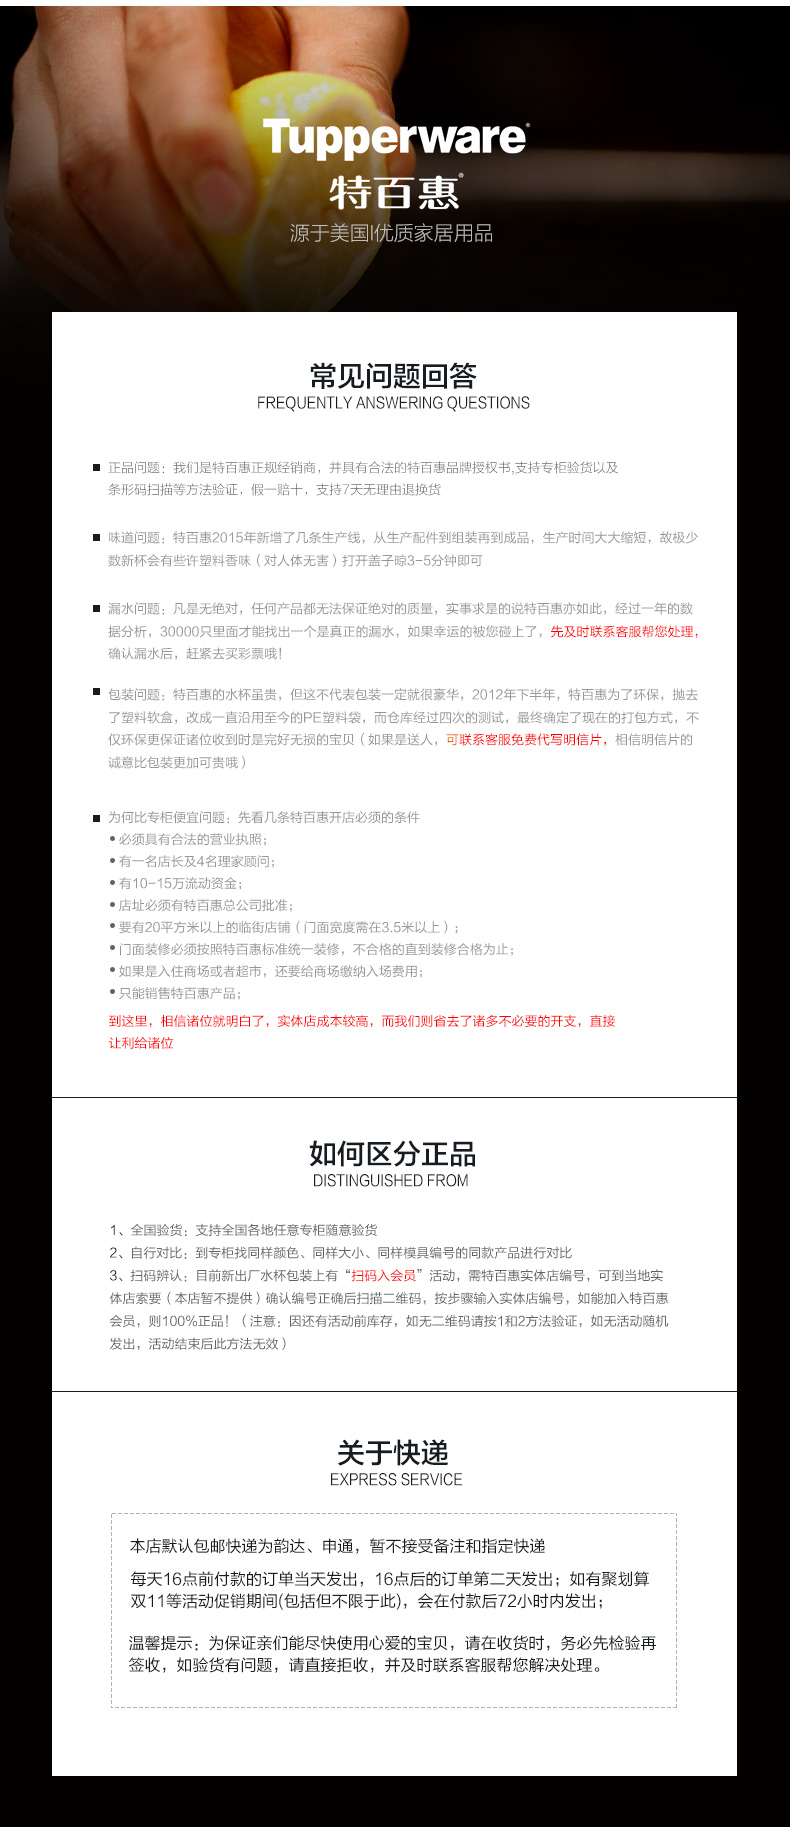 Tupperware®
特百惠®
源于美国|优质家居用品
常见问题回答
FREQUENTLY ANSWERING QUESTIONS
■ 正品问题：我们是特百惠正规经销商，并具有合法的特百惠品牌授权书,支持专柜验货以及
条形码扫描等方法验证，假一赔十，支持7天无理由退换货
■ 味道问题：特百惠2015年新增了几条生产线，从生产配件到组装再到成品，生产时间大大缩短，故极少
数新杯会有些许塑料香味（对人体无害）打开盖子晾3-5分钟即可
■ 漏水问题：凡是无绝对，任何产品都无法保证绝对的质量，实事求是的说特百惠亦如此，经过一年的数
据分析，30000只里面才能找出一个是真正的漏水，如果幸运的被您碰上了，先及时联系客服帮您处理，
确认漏水后，赶紧去买彩票哦！
■ 包装问题：特百惠的水杯虽贵，但这不代表包装一定就很豪华，2012年下半年，特百惠为了环保，抛去
了塑料软盒，改成一直沿用至今的PE塑料袋，而仓库经过四次的测试，最终确定了现在的打包方式，不
仅环保更保证诸位收到时是完好无损的宝贝（如果是送人，可联系客服免费代写明信片，相信明信片的
诚意比包装更加可贵哦）
■ 为何比专柜便宜问题：先看几条特百惠开店必须的条件
• 必须具有合法的营业执照；
• 有一名店长及4名理家顾问；
• 有10-15万流动资金；
• 店址必须有特百惠总公司批准；
• 要有20平方米以上的临街店铺（门面宽度需在3.5米以上）；
• 门面装修必须按照特百惠标准统一装修，不合格的直到装修合格为止；
• 如果是入住商场或者超市，还要给商场缴纳入场费用；
• 只能销售特百惠产品；
到这里，相信诸位就明白了，实体店成本较高，而我们则省去了诸多不必要的开支，直接
让利给诸位
如何区分正品
DISTINGUISHED FROM
1、全国验货：支持全国各地任意专柜随意验货
2、自行对比：到专柜找同样颜色、同样大小、同样模具编号的同款产品进行对比
3、扫码辨认：目前新出厂水杯包装上有“扫码入会员”活动，需特百惠实体店编号，可到当地实
体店索要（本店暂不提供）确认编号正确后扫描二维码，按步骤输入实体店编号，如能加入特百惠
会员，则100%正品！（注意：因还有活动前库存，如无二维码请按1和2方法验证，如无活动随机
发出，活动结束后此方法无效）
关于快递
EXPRESS SERVICE
本店默认包邮快递为韵达、申通，暂不接受备注和指定快递
每天16点前付款的订单当天发出，16点后的订单第二天发出；如有聚划算
双11等活动促销期间(包括但不限于此)，会在付款后72小时内发出；
温馨提示：为保证亲们能尽快使用心爱的宝贝，请在收货时，务必先检验再
签收，如验货有问题，请直接拒收，并及时联系客服帮您解决处理。